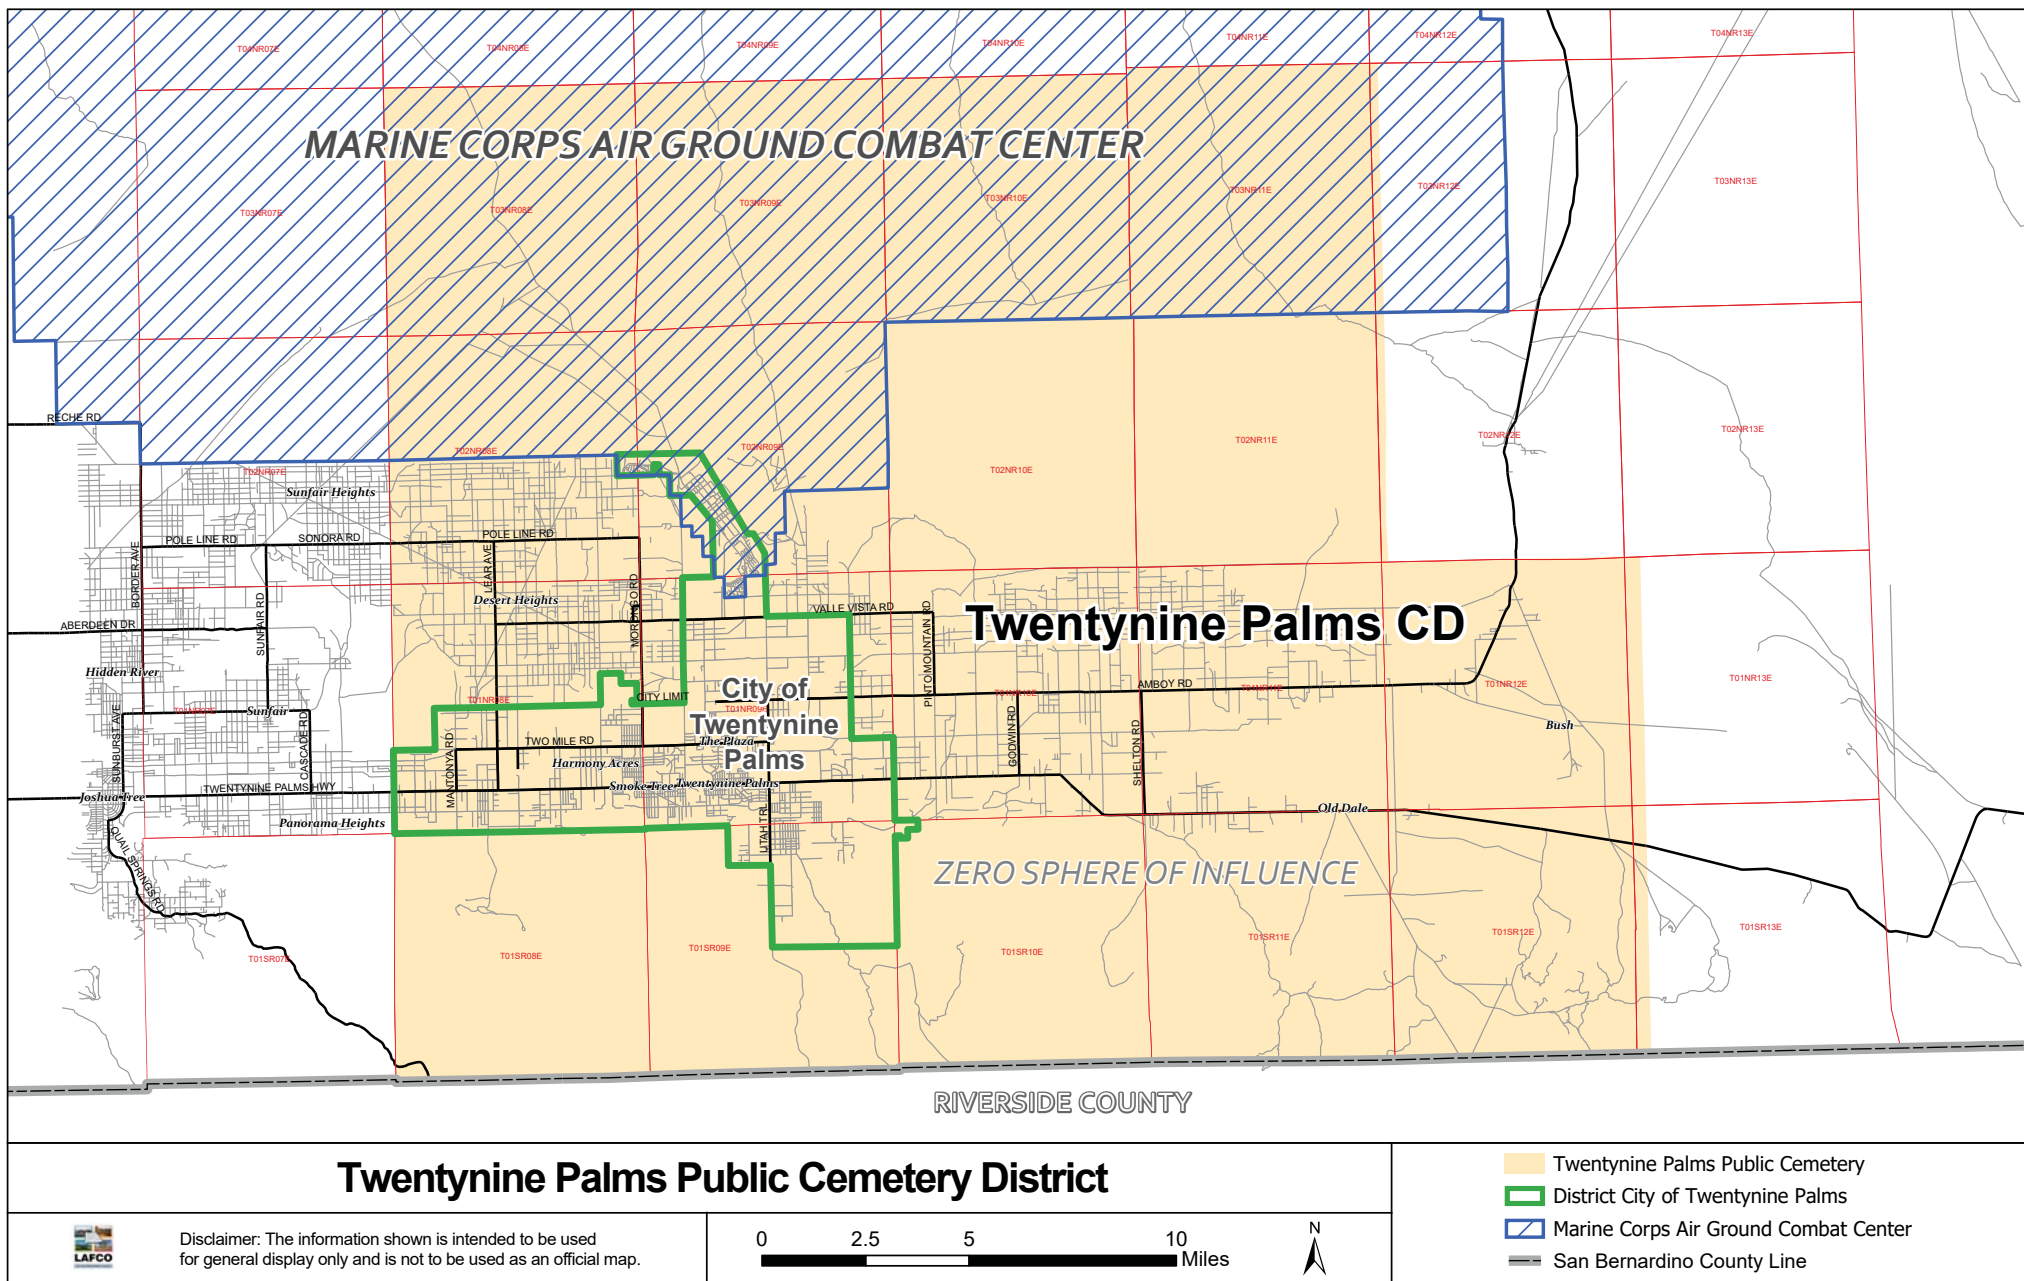 T04NR07E
T04NR08E
T04NR09E
T04NR10E
T04NR11E
T04NR12E
T04NR13E
MARINE CORPS AIR GROUND COMBAT CENTER
T03NR07E
T03NR08E
T03NR09E
T03NR10E
T03NR11E
T03NR12E
T03NR13E
RECHE RD
T02NR07E
T02NR08E
T02NR09E
T02NR10E
T02NR11E
T02NR12E
T02NR13E
Sunfair Heights
POLE LINE RD
SONORA RD
POLE LINE RD
BORDER AVE
LEAR AVE
MORONGO RD
SUNFAIR RD
Desert Heights
VALLE VISTA RD
PINTO MOUNTAIN RD
Twentynine Palms CD
ABERDEEN DR
Hidden River
T01NR07E
Sunfair
T01NR08E
CITY LIMIT
City of
Twentynine
Palms
T01NR09E
T01NR10E
AMBOY RD
T01NR11E
T01NR12E
T01NR13E
SUNBURST AVE
CASCADE RD
MANTONYA RD
TWO MILE RD
The Plaza
Harmony Acres
GODWIN RD
SHELTON RD
Bush
Joshua Tree
TWENTYNINE PALMS HWY
Smoke Tree
Twentynine Palms
Panorama Heights
UTAH TRL
Old Dale
QUAIL SPRINGS RD
ZERO SPHERE OF INFLUENCE
T01SR07E
T01SR08E
T01SR09E
T01SR10E
T01SR11E
T01SR12E
T01SR13E
RIVERSIDE COUNTY
Twentynine Palms Public Cemetery District
LAFCO
Disclaimer: The information shown is intended to be used
for general display only and is not to be used as an official map.
0 2.5 5 10
Miles
N
Twentynine Palms Public Cemetery
District City of Twentynine Palms
Marine Corps Air Ground Combat Center
San Bernardino County Line